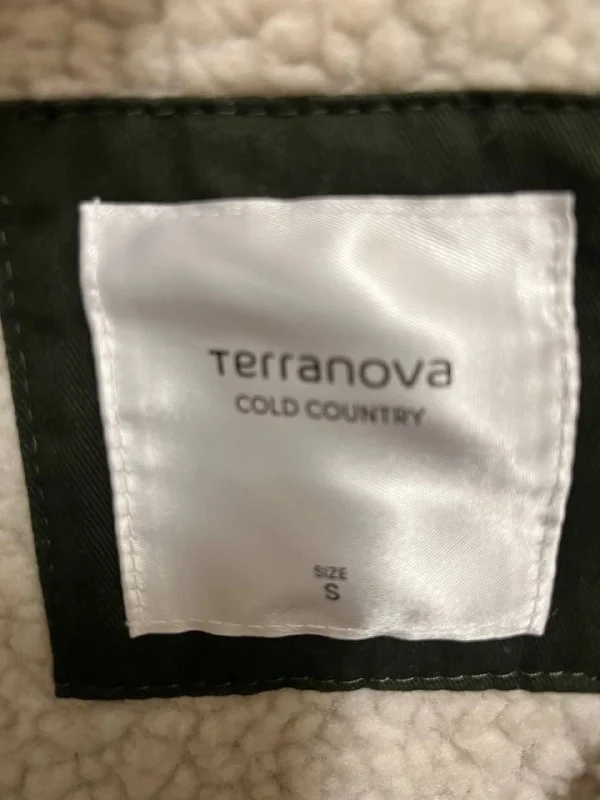 Terranova
COLD COUNTRY
SIZE
S